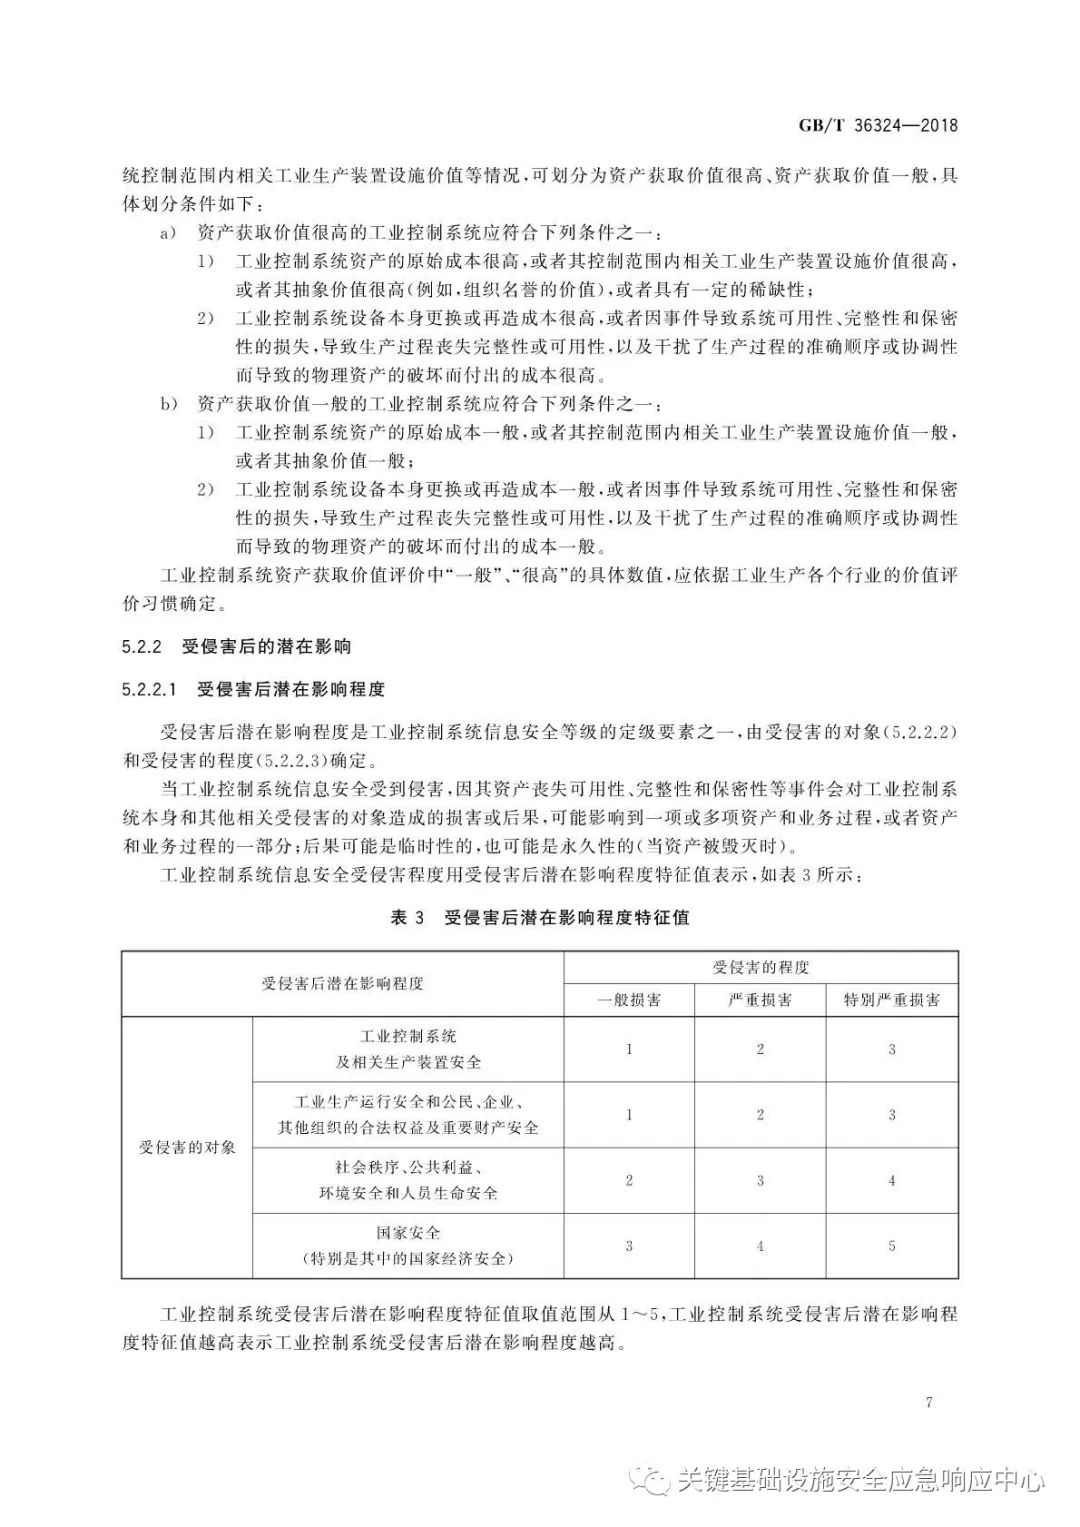 GB/T 36324—2018
统控制范围内相关工业生产装置设施价值等情况,可划分为资产获取价值很高、资产获取价值一般,具
体划分条件如下:
a) 资产获取价值很高的工业控制系统应符合下列条件之一:
1) 工业控制系统资产的原始成本很高,或者其控制范围内相关工业生产装置设施价值很高,
或者其抽象价值很高(例如,组织名誉的价值),或者具有一定的稀缺性;
2) 工业控制系统设备本身更换或再造成本很高,或者因事件导致系统可用性、完整性和保密
性的损失,导致生产过程丧失完整性或可用性,以及干扰了生产过程的准确顺序或协调性
而导致的物理资产的破坏而付出的成本很高。
b) 资产获取价值一般的工业控制系统应符合下列条件之一:
1) 工业控制系统资产的原始成本一般,或者其控制范围内相关工业生产装置设施价值一般,
或者其抽象价值一般;
2) 工业控制系统设备本身更换或再造成本一般,或者因事件导致系统可用性、完整性和保密
性的损失,导致生产过程丧失完整性或可用性,以及干扰了生产过程的准确顺序或协调性
而导致的物理资产的破坏而付出的成本一般。
工业控制系统资产获取价值评价中“一般”、“很高”的具体数值,应依据工业生产各个行业的价值评
价习惯确定。
5.2.2 受侵害后的潜在影响
5.2.2.1 受侵害后潜在影响程度
受侵害后潜在影响程度是工业控制系统信息安全等级的定级要素之一,由受侵害的对象(5.2.2.2)
和受侵害的程度(5.2.2.3)确定。
当工业控制系统信息安全受到侵害,因其资产丧失可用性、完整性和保密性等事件会对工业控制系
统本身和其他相关受侵害的对象造成的损害或后果,可能影响到一项或多项资产和业务过程,或者资产
和业务过程的一部分;后果可能是临时性的,也可能是永久性的(当资产被毁灭时)。
工业控制系统信息安全受侵害程度用受侵害后潜在影响程度特征值表示,如表 3 所示:
表 3 受侵害后潜在影响程度特征值
受侵害后潜在影响程度
受侵害的程度
一般损害 严重损害 特别严重损害
受侵害的对象
工业控制系统
及相关生产装置安全
1 2 3
工业生产运行安全和公民、企业、
其他组织的合法权益及重要财产安全
1 2 3
社会秩序、公共利益、
环境安全和人员生命安全
2 3 4
国家安全
(特别是其中的国家经济安全)
3 4 5
工业控制系统受侵害后潜在影响程度特征值取值范围从 1~5,工业控制系统受侵害后潜在影响程
度特征值越高表示工业控制系统受侵害后潜在影响程度越高。
7
关键基础设施安全应急响应中心